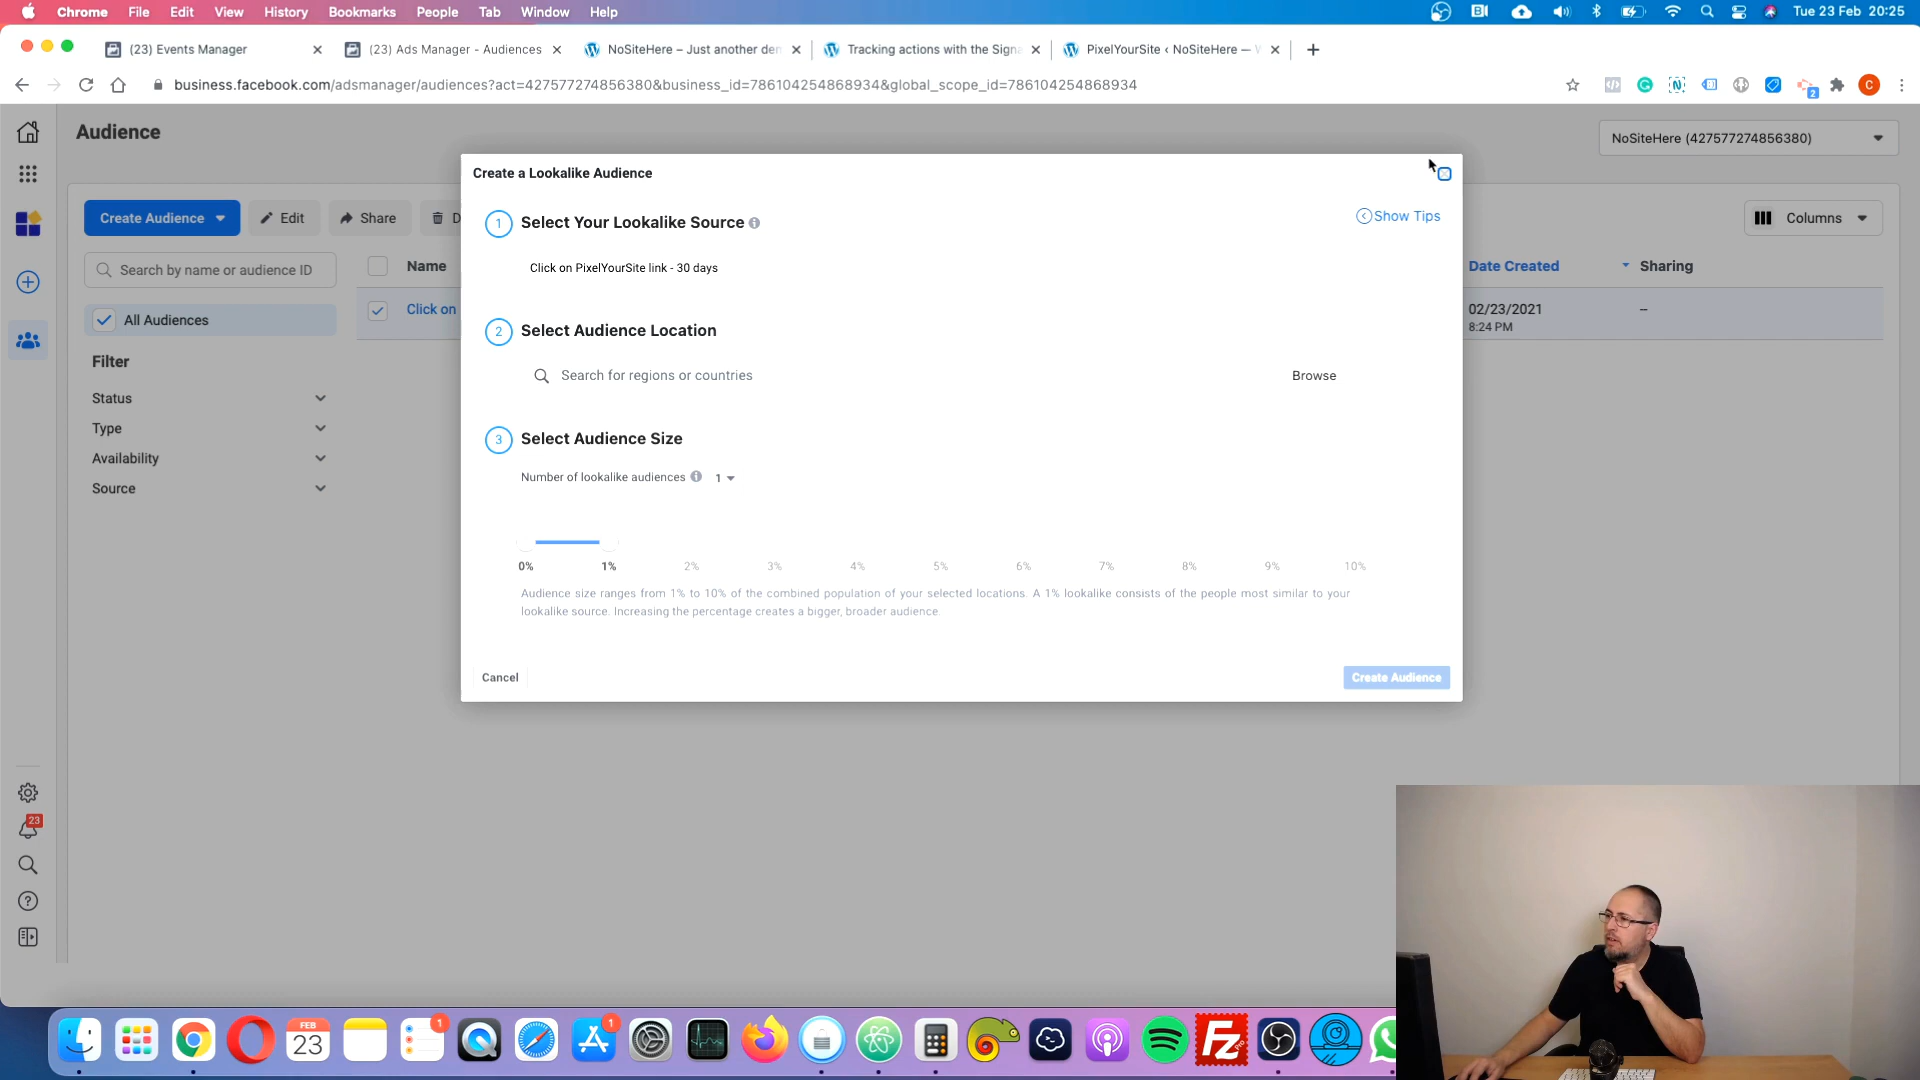 Chrome File Edit View History Bookmarks People Tab Window Help
Tue 23 Feb 20:25
(23) Events Manager
(23) Ads Manager - Audiences
NoSiteHere – Just another den
Tracking actions with the Signa
PixelYourSite ‹ NoSiteHere —
business.facebook.com/adsmanager/audiences?act=427577274856380&business_id=786104254868934&global_scope_id=786104254868934
C
2
Audience
NoSiteHere (427577274856380)
Create Audience
Edit
Share
D
Columns
Search by name or audience ID
Name
Date Created
Sharing
All Audiences
Click on
02/23/2021
8:24 PM
--
Filter
Status
Type
Availability
Source
23
Create a Lookalike Audience
1 Select Your Lookalike Source
Show Tips
Click on PixelYourSite link - 30 days
2 Select Audience Location
Search for regions or countries
Browse
3 Select Audience Size
Number of lookalike audiences 1
0% 1% 2% 3% 4% 5% 6% 7% 8% 9% 10%
Audience size ranges from 1% to 10% of the combined population of your selected locations. A 1% lookalike consists of the people most similar to your
lookalike source. Increasing the percentage creates a bigger, broader audience.
Cancel
Create Audience
FEB
23
1
1
Fz
Pro